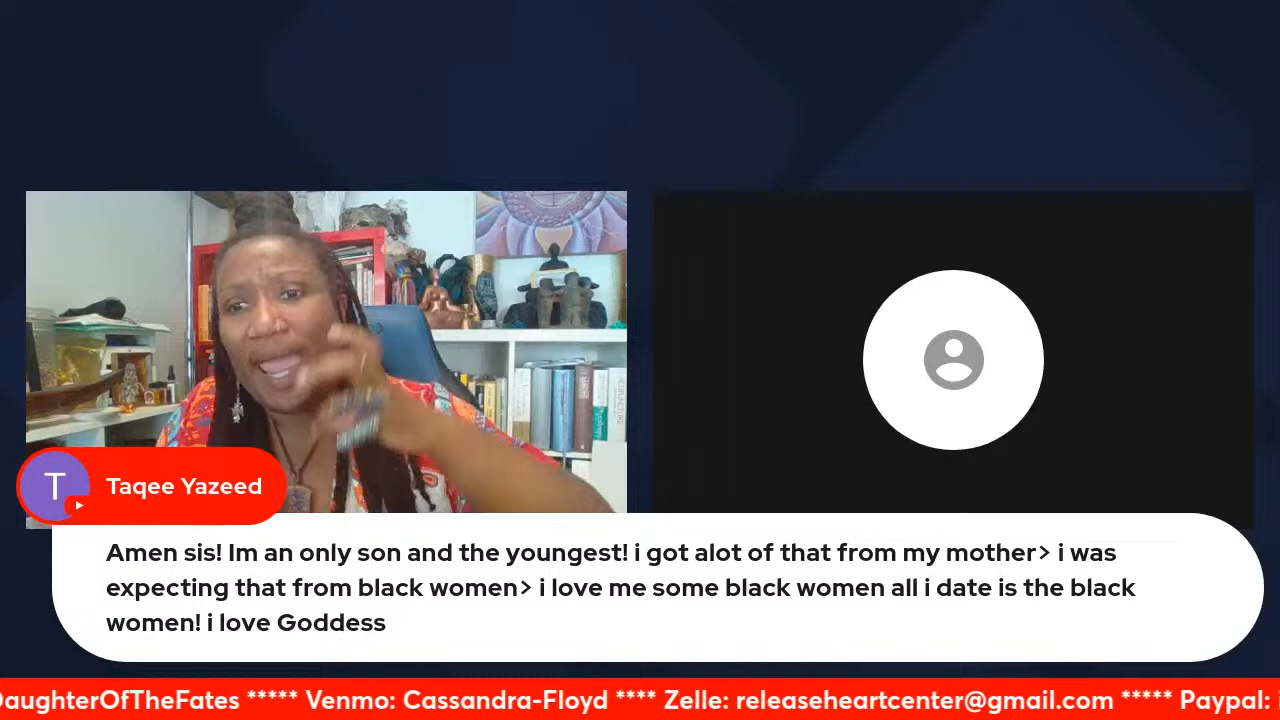 T
Taqee Yazeed
Amen sis! Im an only son and the youngest! i got alot of that from my mother> i was
expecting that from black women> i love me some black women all i date is the black
women! i love Goddess
DaughterOfTheFates ***** Venmo: Cassandra-Floyd **** Zelle: releaseheartcenter@gmail.com ***** Paypal: